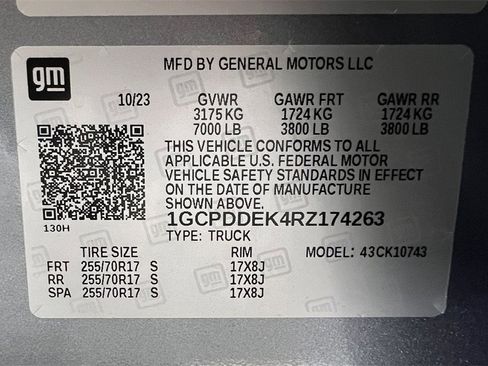 gm
MFD BY GENERAL MOTORS LLC
10/23 GVWR GAWR FRT GAWR RR
3175 KG 1724 KG 1724 KG
7000 LB 3800 LB 3800 LB
THIS VEHICLE CONFORMS TO ALL
APPLICABLE U.S. FEDERAL MOTOR
VEHICLE SAFETY STANDARDS IN EFFECT
ON THE DATE OF MANUFACTURE
SHOWN ABOVE.
130H
1GCPDDEK4RZ174263
TYPE: TRUCK MODEL: 43CK10743
TIRE SIZE RIM
FRT 255/70R17 S 17X8J
RR 255/70R17 S 17X8J
SPA 255/70R17 S 17X8J